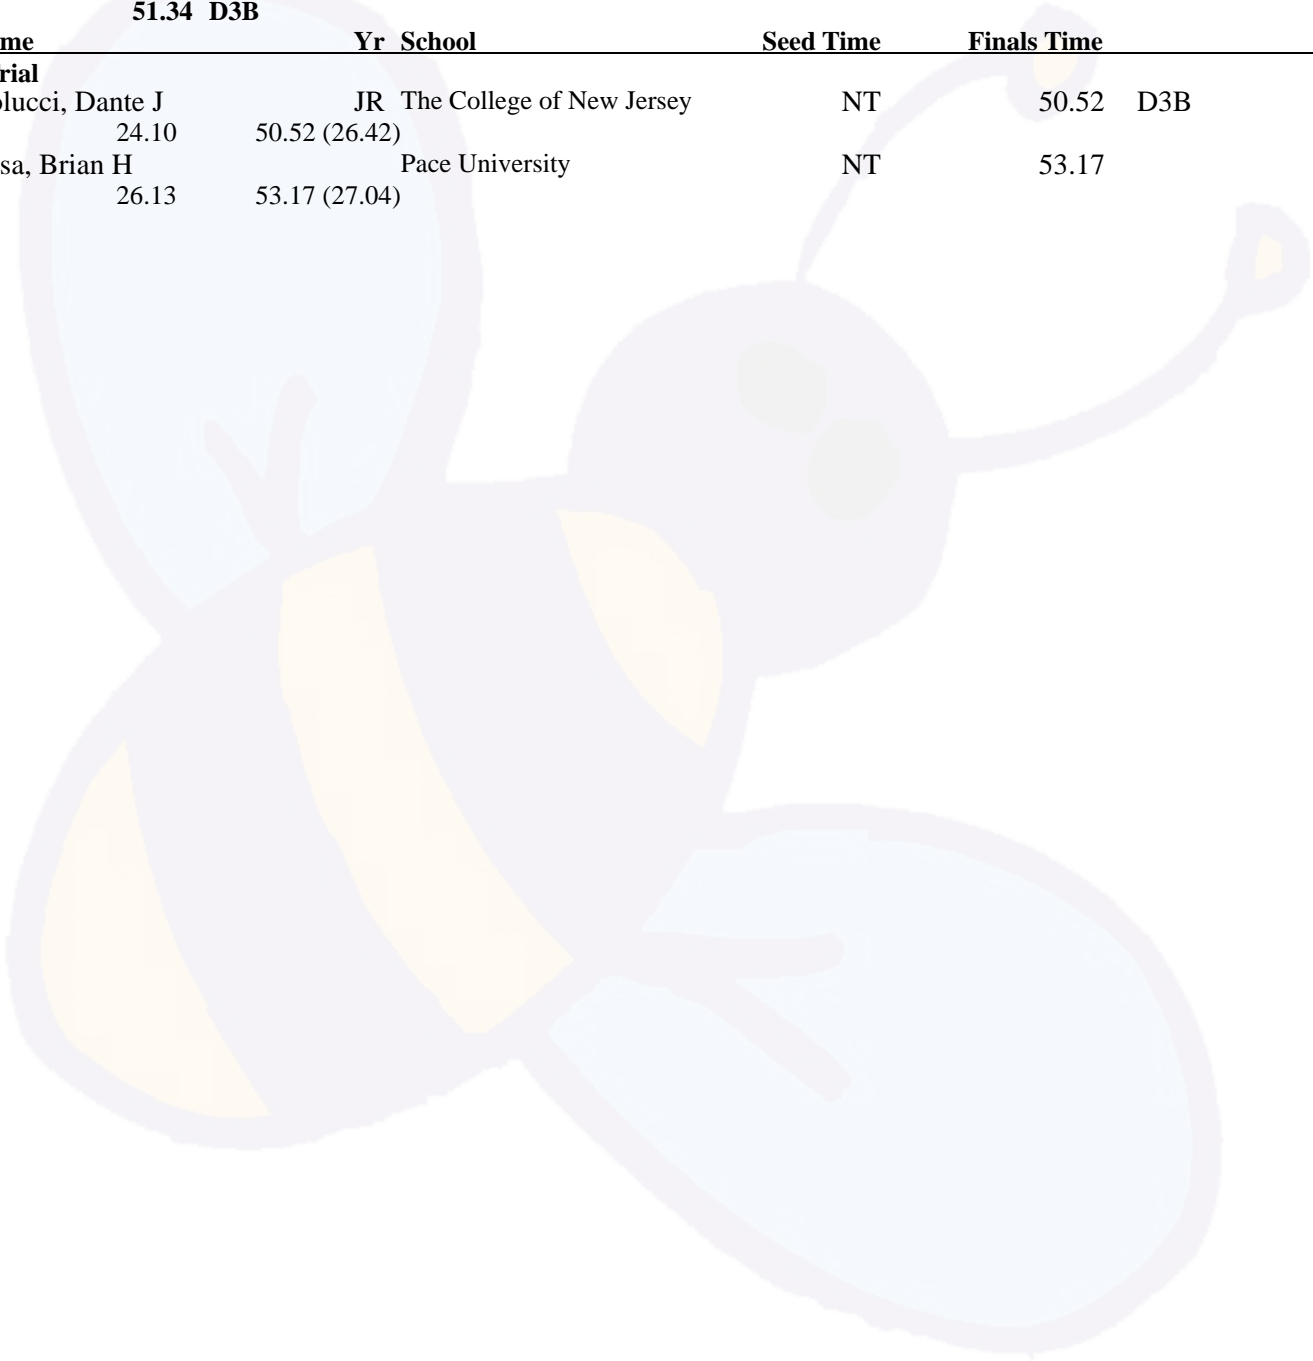 51.34 D3B
me Yr School Seed Time Finals Time
rial
olucci, Dante J JR The College of New Jersey NT 50.52 D3B
24.10 50.52 (26.42)
sa, Brian H Pace University NT 53.17
26.13 53.17 (27.04)